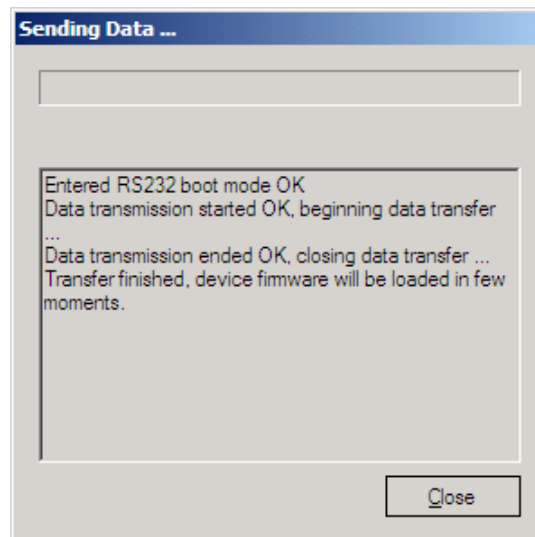 Sending Data ...
Entered RS232 boot mode OK
Data transmission started OK, beginning data transfer
...
Data transmission ended OK, closing data transfer ...
Transfer finished, device firmware will be loaded in few
moments.
Close